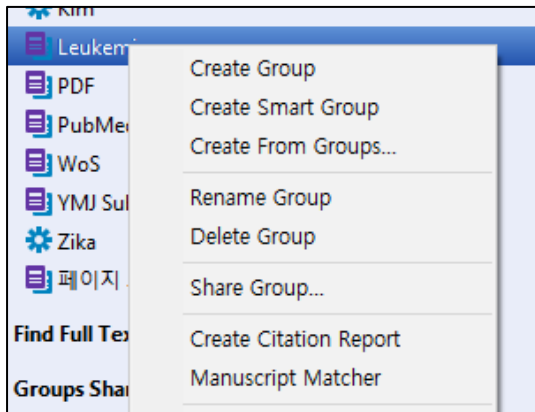 Kim
Leukemi
PDF
PubMe
WoS
YMJ Sul
Zika
페이지
Find Full Te
Groups Sha
Create Group
Create Smart Group
Create From Groups...
Rename Group
Delete Group
Share Group...
Create Citation Report
Manuscript Matcher